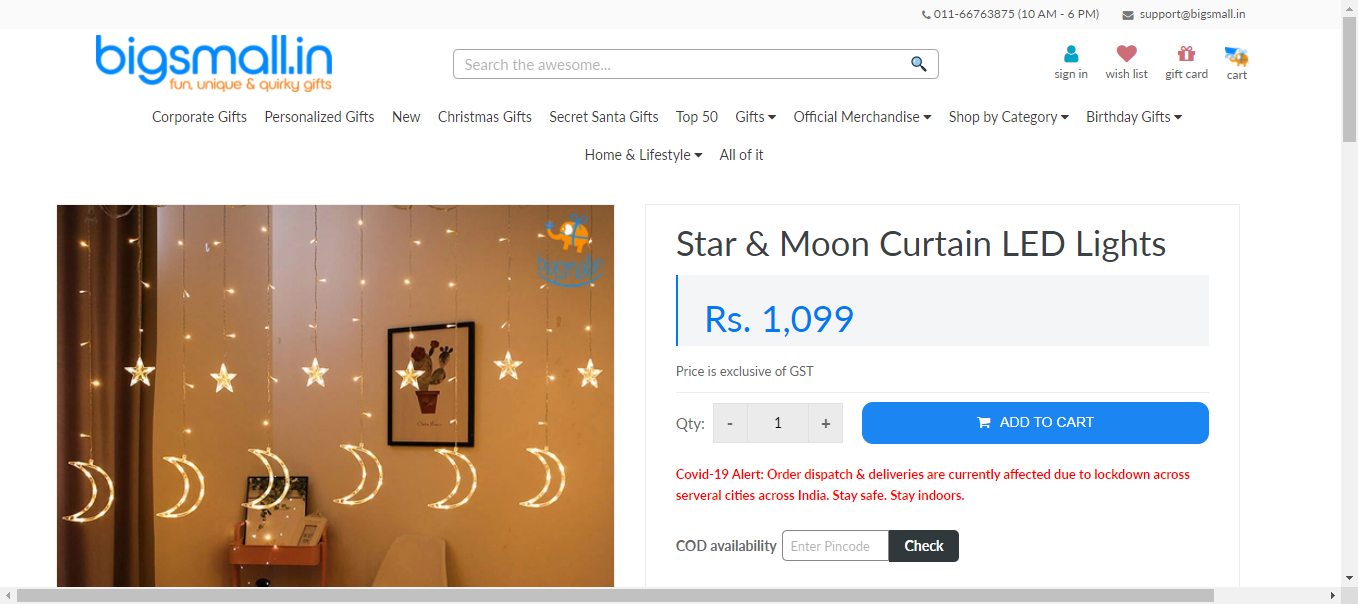 011-66763875 (10 AM - 6 PM) support@bigsmall.in
bigsmall.in
fun, unique & quirky gifts
Search the awesome...
sign in wish list gift card cart
Corporate Gifts Personalized Gifts New Christmas Gifts Secret Santa Gifts Top 50 Gifts Official Merchandise Shop by Category Birthday Gifts
Home & Lifestyle All of it
bigsmall.in
Star & Moon Curtain LED Lights
Rs. 1,099
Price is exclusive of GST
Qty: - 1 + ADD TO CART
Covid-19 Alert: Order dispatch & deliveries are currently affected due to lockdown across
serveral cities across India. Stay safe. Stay indoors.
COD availability Enter Pincode Check